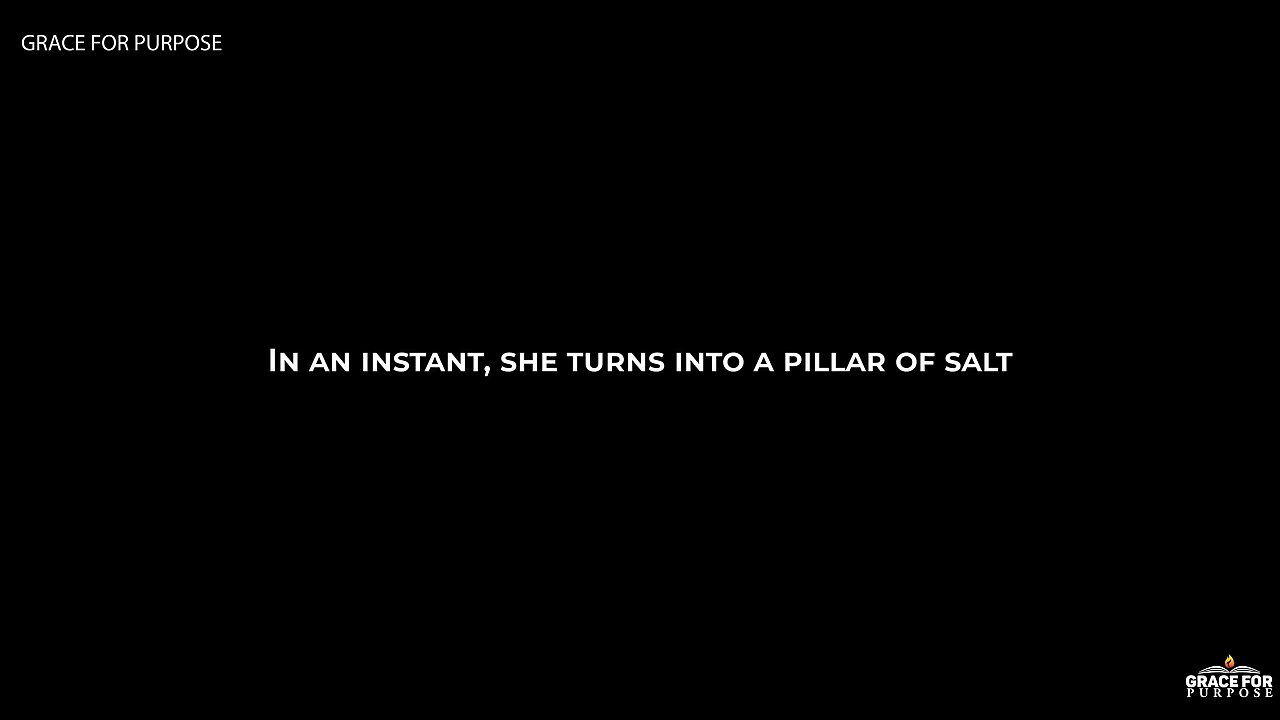 GRACE FOR PURPOSE
IN AN INSTANT, SHE TURNS INTO A PILLAR OF SALT
GRACE FOR
PURPOSE